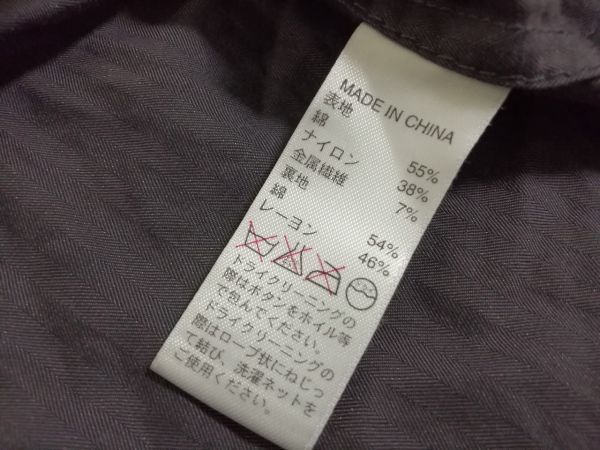 MADE IN CHINA
表地
綿 55%
ナイロン 38%
金属繊維 7%
裏地
綿 54%
レーヨン 46%
ドライクリーニングの
際はボタンをホイル等
で包んでください。
ドライクリーニングの
際はロープ状にねじっ
て結び、洗濯ネットを
ご使用ください。